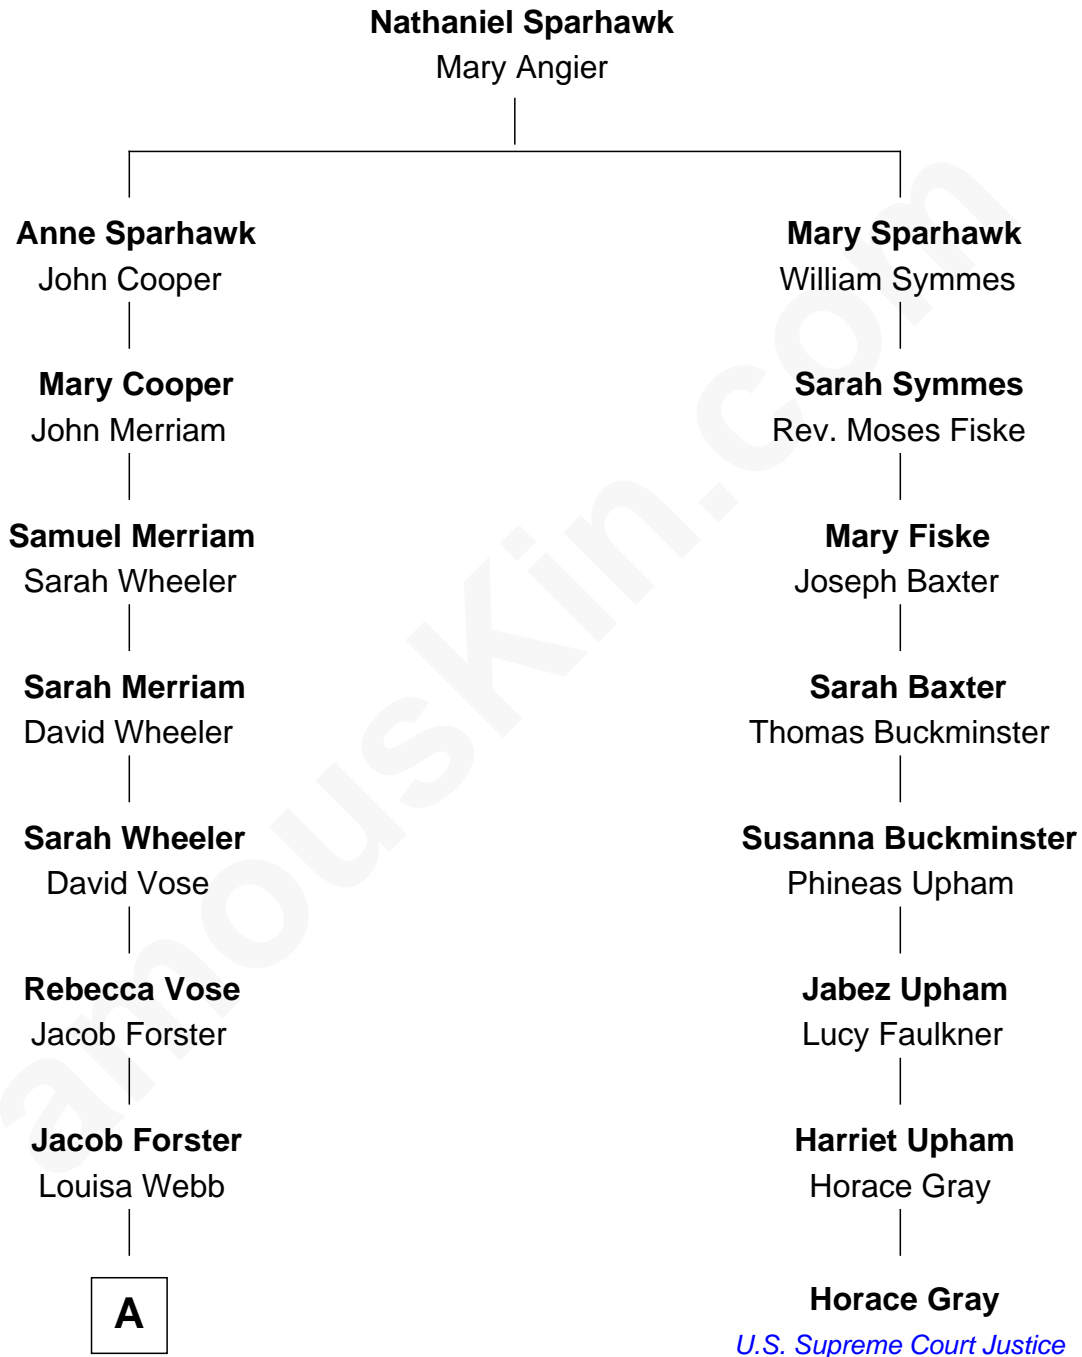 Nathaniel Sparhawk
Mary Angier
Anne Sparhawk
John Cooper
Mary Sparhawk
William Symmes
Mary Cooper
John Merriam
Sarah Symmes
Rev. Moses Fiske
Samuel Merriam
Sarah Wheeler
Mary Fiske
Joseph Baxter
Sarah Merriam
David Wheeler
Sarah Baxter
Thomas Buckminster
Sarah Wheeler
David Vose
Susanna Buckminster
Phineas Upham
Rebecca Vose
Jacob Forster
Jabez Upham
Lucy Faulkner
Jacob Forster
Louisa Webb
Harriet Upham
Horace Gray
A
Horace Gray
U.S. Supreme Court Justice
amousKin.com